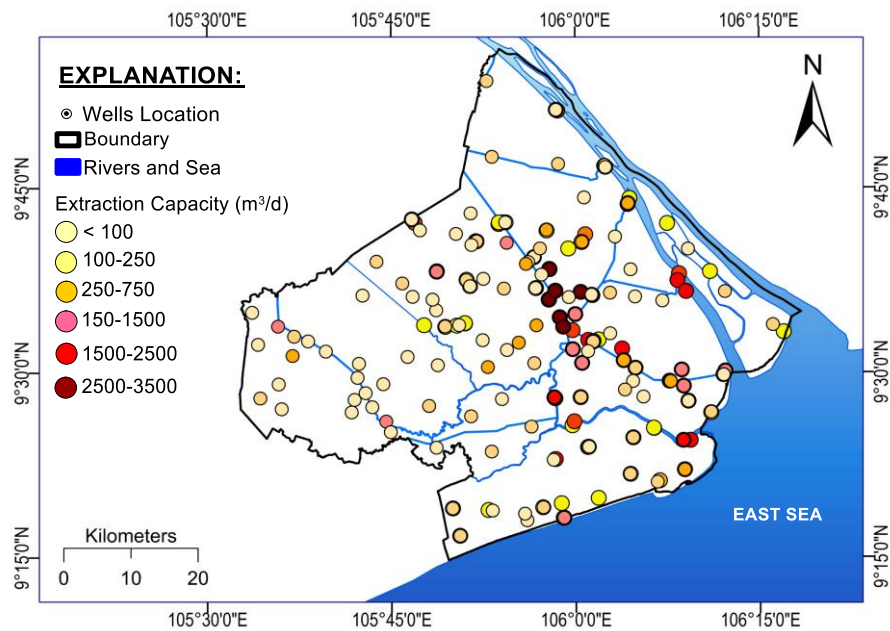 105°30'0"E 105°45'0"E 106°0'0"E 106°15'0"E
EXPLANATION:
Wells Location
Boundary
Rivers and Sea
Extraction Capacity (m³/d)
< 100
100-250
250-750
150-1500
1500-2500
2500-3500
N
9°45'0"N
9°45'0"N
9°30'0"N
9°30'0"N
9°15'0"N
9°15'0"N
EAST SEA
Kilometers
0 10 20
105°30'0"E 105°45'0"E 106°0'0"E 106°15'0"E